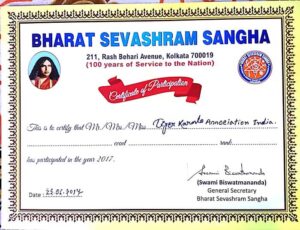 BHARAT SEVASHRAM SANGHA
211, Rash Behari Avenue, Kolkata 700019
(100 years of Service to the Nation)
Certificate of Participation
This is to certify that Mr./Mrs./Miss India.
event rank
has participated in the year 2017.
(Swami Biswatmananda)
General Secretary
Bharat Sevashram Sangha
Date :